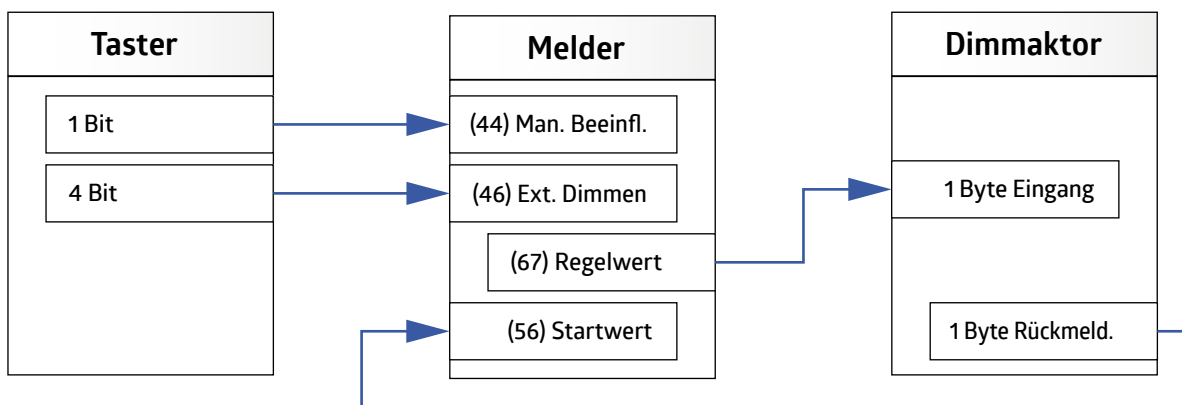 Taster
1 Bit
4 Bit
Melder
(44) Man. Beeinfl.
(46) Ext. Dimmen
(67) Regelwert
(56) Startwert
Dimmaktor
1 Byte Eingang
1 Byte Rückmeld.